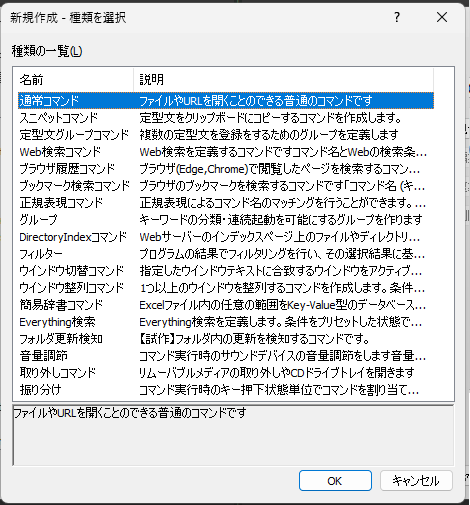 新規作成 - 種類を選択
種類の一覧(L)
名前 説明
通常コマンド ファイルやURLを開くことのできる普通のコマンドです
スニペットコマンド 定型文をクリップボードにコピーするコマンドを作成します。
定型文グループコマンド 複数の定型文を登録をするためのグループを定義します
Web検索コマンド Web検索を定義するコマンドですコマンド名とWebの検索条...
ブラウザ履歴コマンド ブラウザ(Edge,Chrome)で閲覧したページを検索するコマン...
ブックマーク検索コマンド ブラウザのブックマークを検索するコマンドです「コマンド名 (キ...
正規表現コマンド 正規表現によるコマンド名のマッチングを行うことができます。...
グループ キーワードの分類・連続起動を可能にするグループを作ります
DirectoryIndexコマンド Webサーバーのインデックスページ上のファイルやディレクトリ...
フィルター プログラムの結果でフィルタリングを行い、その選択結果に基...
ウインドウ切替コマンド 指定したウインドウテキストに合致するウインドウをアクティブ...
ウインドウ整列コマンド 1つ以上のウインドウを整列するコマンドを作成します。条件...
簡易辞書コマンド Excelファイル内の任意の範囲をKey-Value型のデータベース...
Everything検索 Everything検索を定義します。条件をプリセットした状態で...
フォルダ更新検知 【試作】フォルダ内の更新を検知するコマンドです。
音量調節 コマンド実行時のサウンドデバイスの音量調節をします音量...
取り外しコマンド リムーバブルメディアの取り外しやCDドライブトレイを開きます
振り分け コマンド実行時のキー押下状態単位でコマンドを割り当て...
ファイルやURLを開くことのできる普通のコマンドです
OK キャンセル